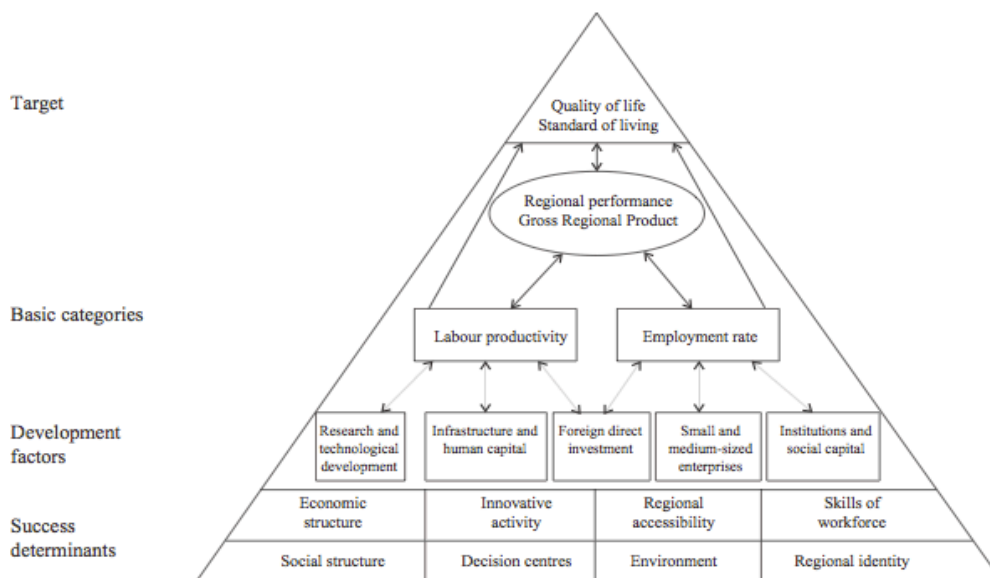 Target
Quality of life
Standard of living
Regional performance
Gross Regional Product
Basic categories
Labour productivity
Employment rate
Development
factors
Research and
technological
development
Infrastructure and
human capital
Foreign direct
investment
Small and
medium-sized
enterprises
Institutions and
social capital
Success
determinants
Economic
structure
Innovative
activity
Regional
accessibility
Skills of
workforce
Social structure
Decision centres
Environment
Regional identity